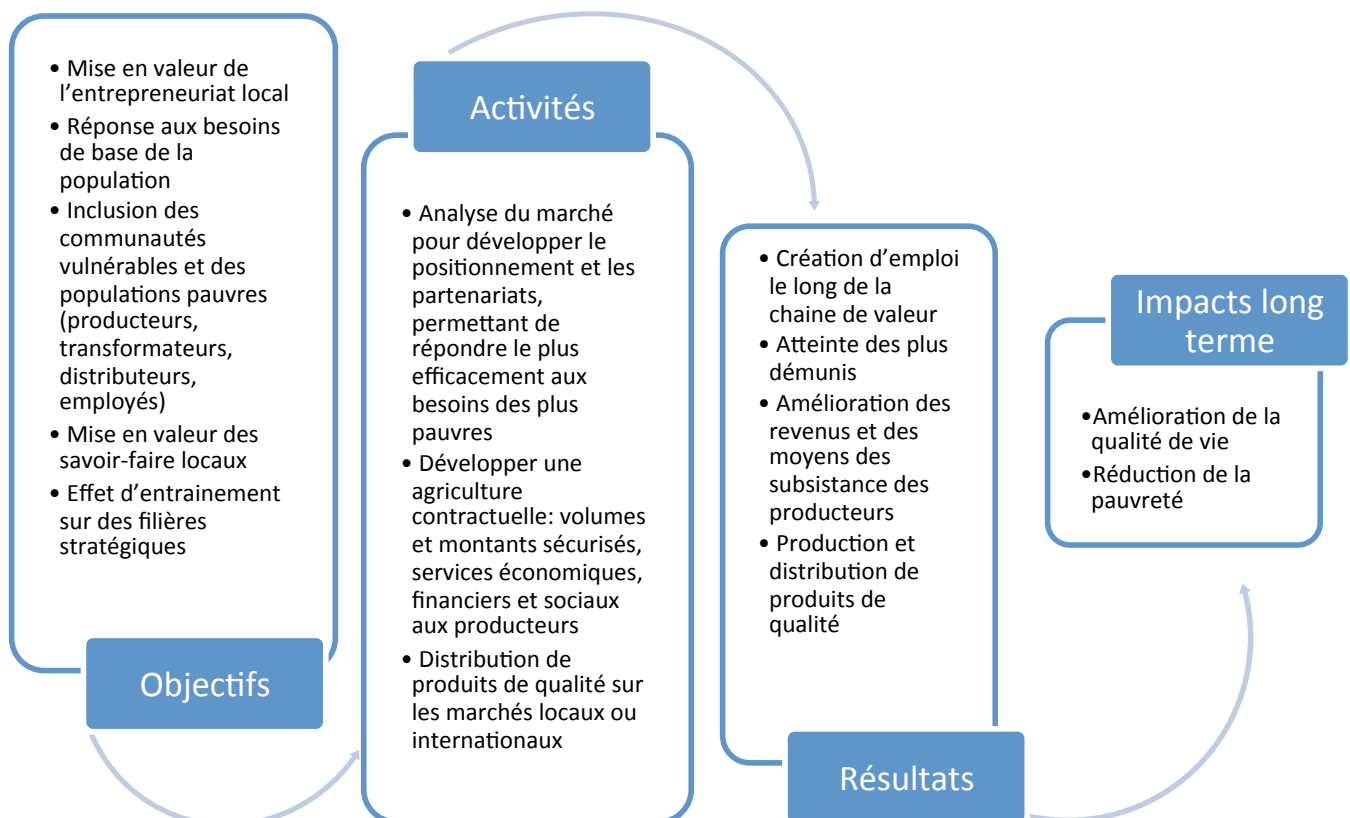 • Mise en valeur de
l'entrepreneuriat local
• Réponse aux besoins
de base de la
population
• Inclusion des
communautés
vulnérables et des
populations pauvres
(producteurs,
transformateurs,
distributeurs,
employés)
• Mise en valeur des
savoir-faire locaux
• Effet d'entrainement
sur des filières
stratégiques
Objectifs
Activités
• Analyse du marché
pour développer le
positionnement et les
partenariats,
permettant de
répondre le plus
efficacement aux
besoins des plus
pauvres
• Développer une
agriculture
contractuelle: volumes
et montants sécurisés,
services économiques,
financiers et sociaux
aux producteurs
• Distribution de
produits de qualité sur
les marchés locaux ou
internationaux
• Création d'emploi
le long de la
chaine de valeur
• Atteinte des plus
démunis
• Amélioration des
revenus et des
moyens des
subsistance des
producteurs
• Production et
distribution de
produits de
qualité
Résultats
Impacts long
terme
•Amélioration de la
qualité de vie
•Réduction de la
pauvreté